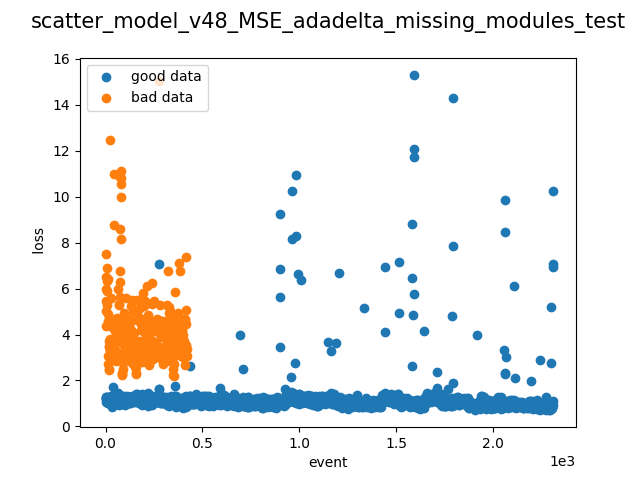 scatter_model_v48_MSE_adadelta_missing_modules_test
good data
bad data
16
14
12
10
8
6
4
2
0
loss
0.0 0.5 1.0 1.5 2.0
1e3
event